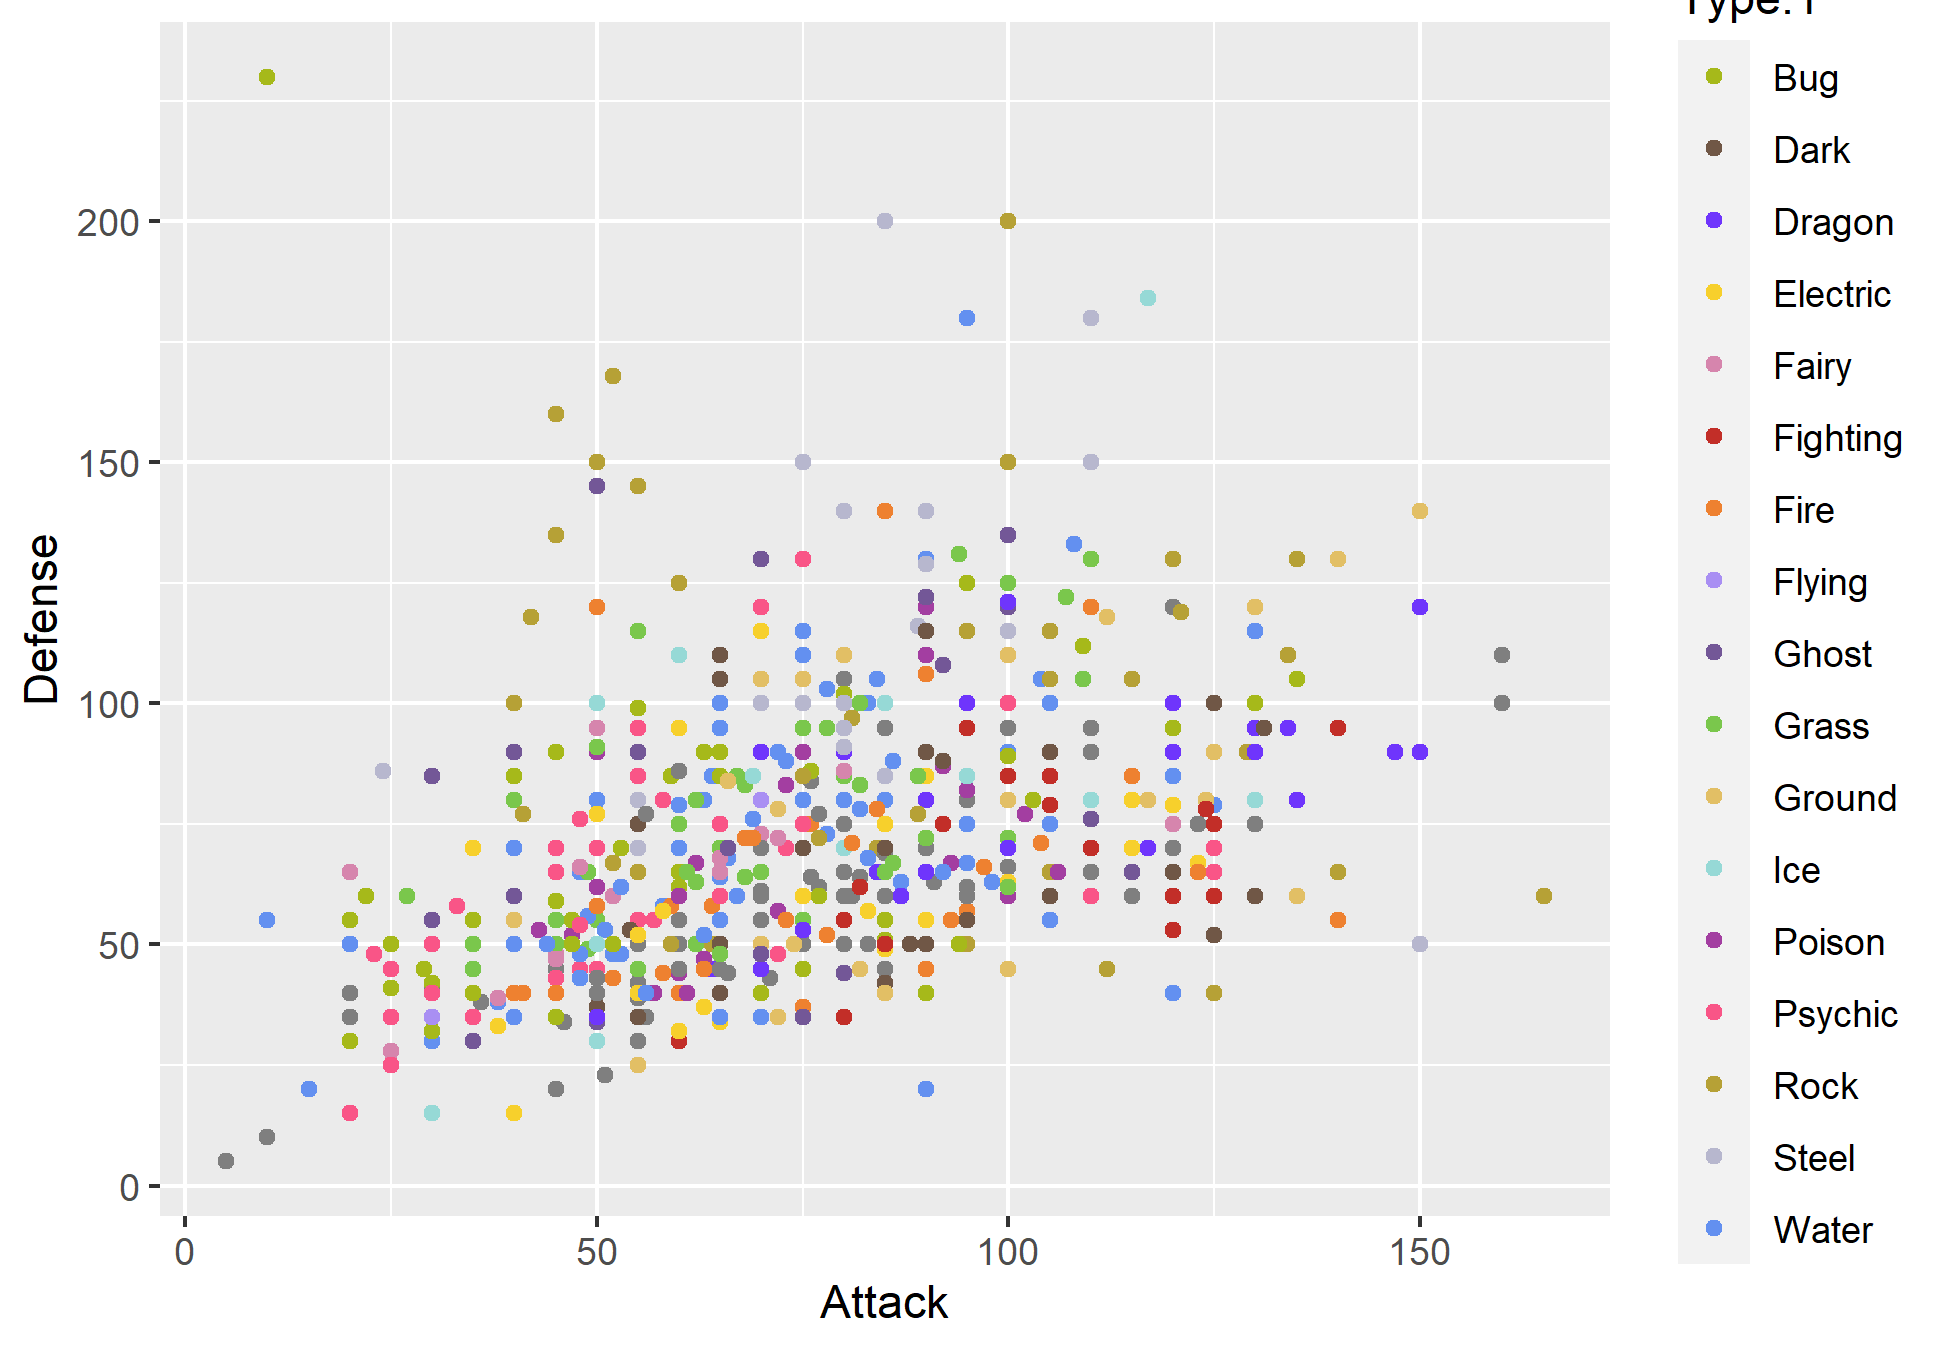 Type.1
Bug
Dark
Dragon
Electric
Fairy
Fighting
Fire
Flying
Ghost
Grass
Ground
Ice
Poison
Psychic
Rock
Steel
Water
Defense
200
150
100
50
0
0 50 100 150
Attack